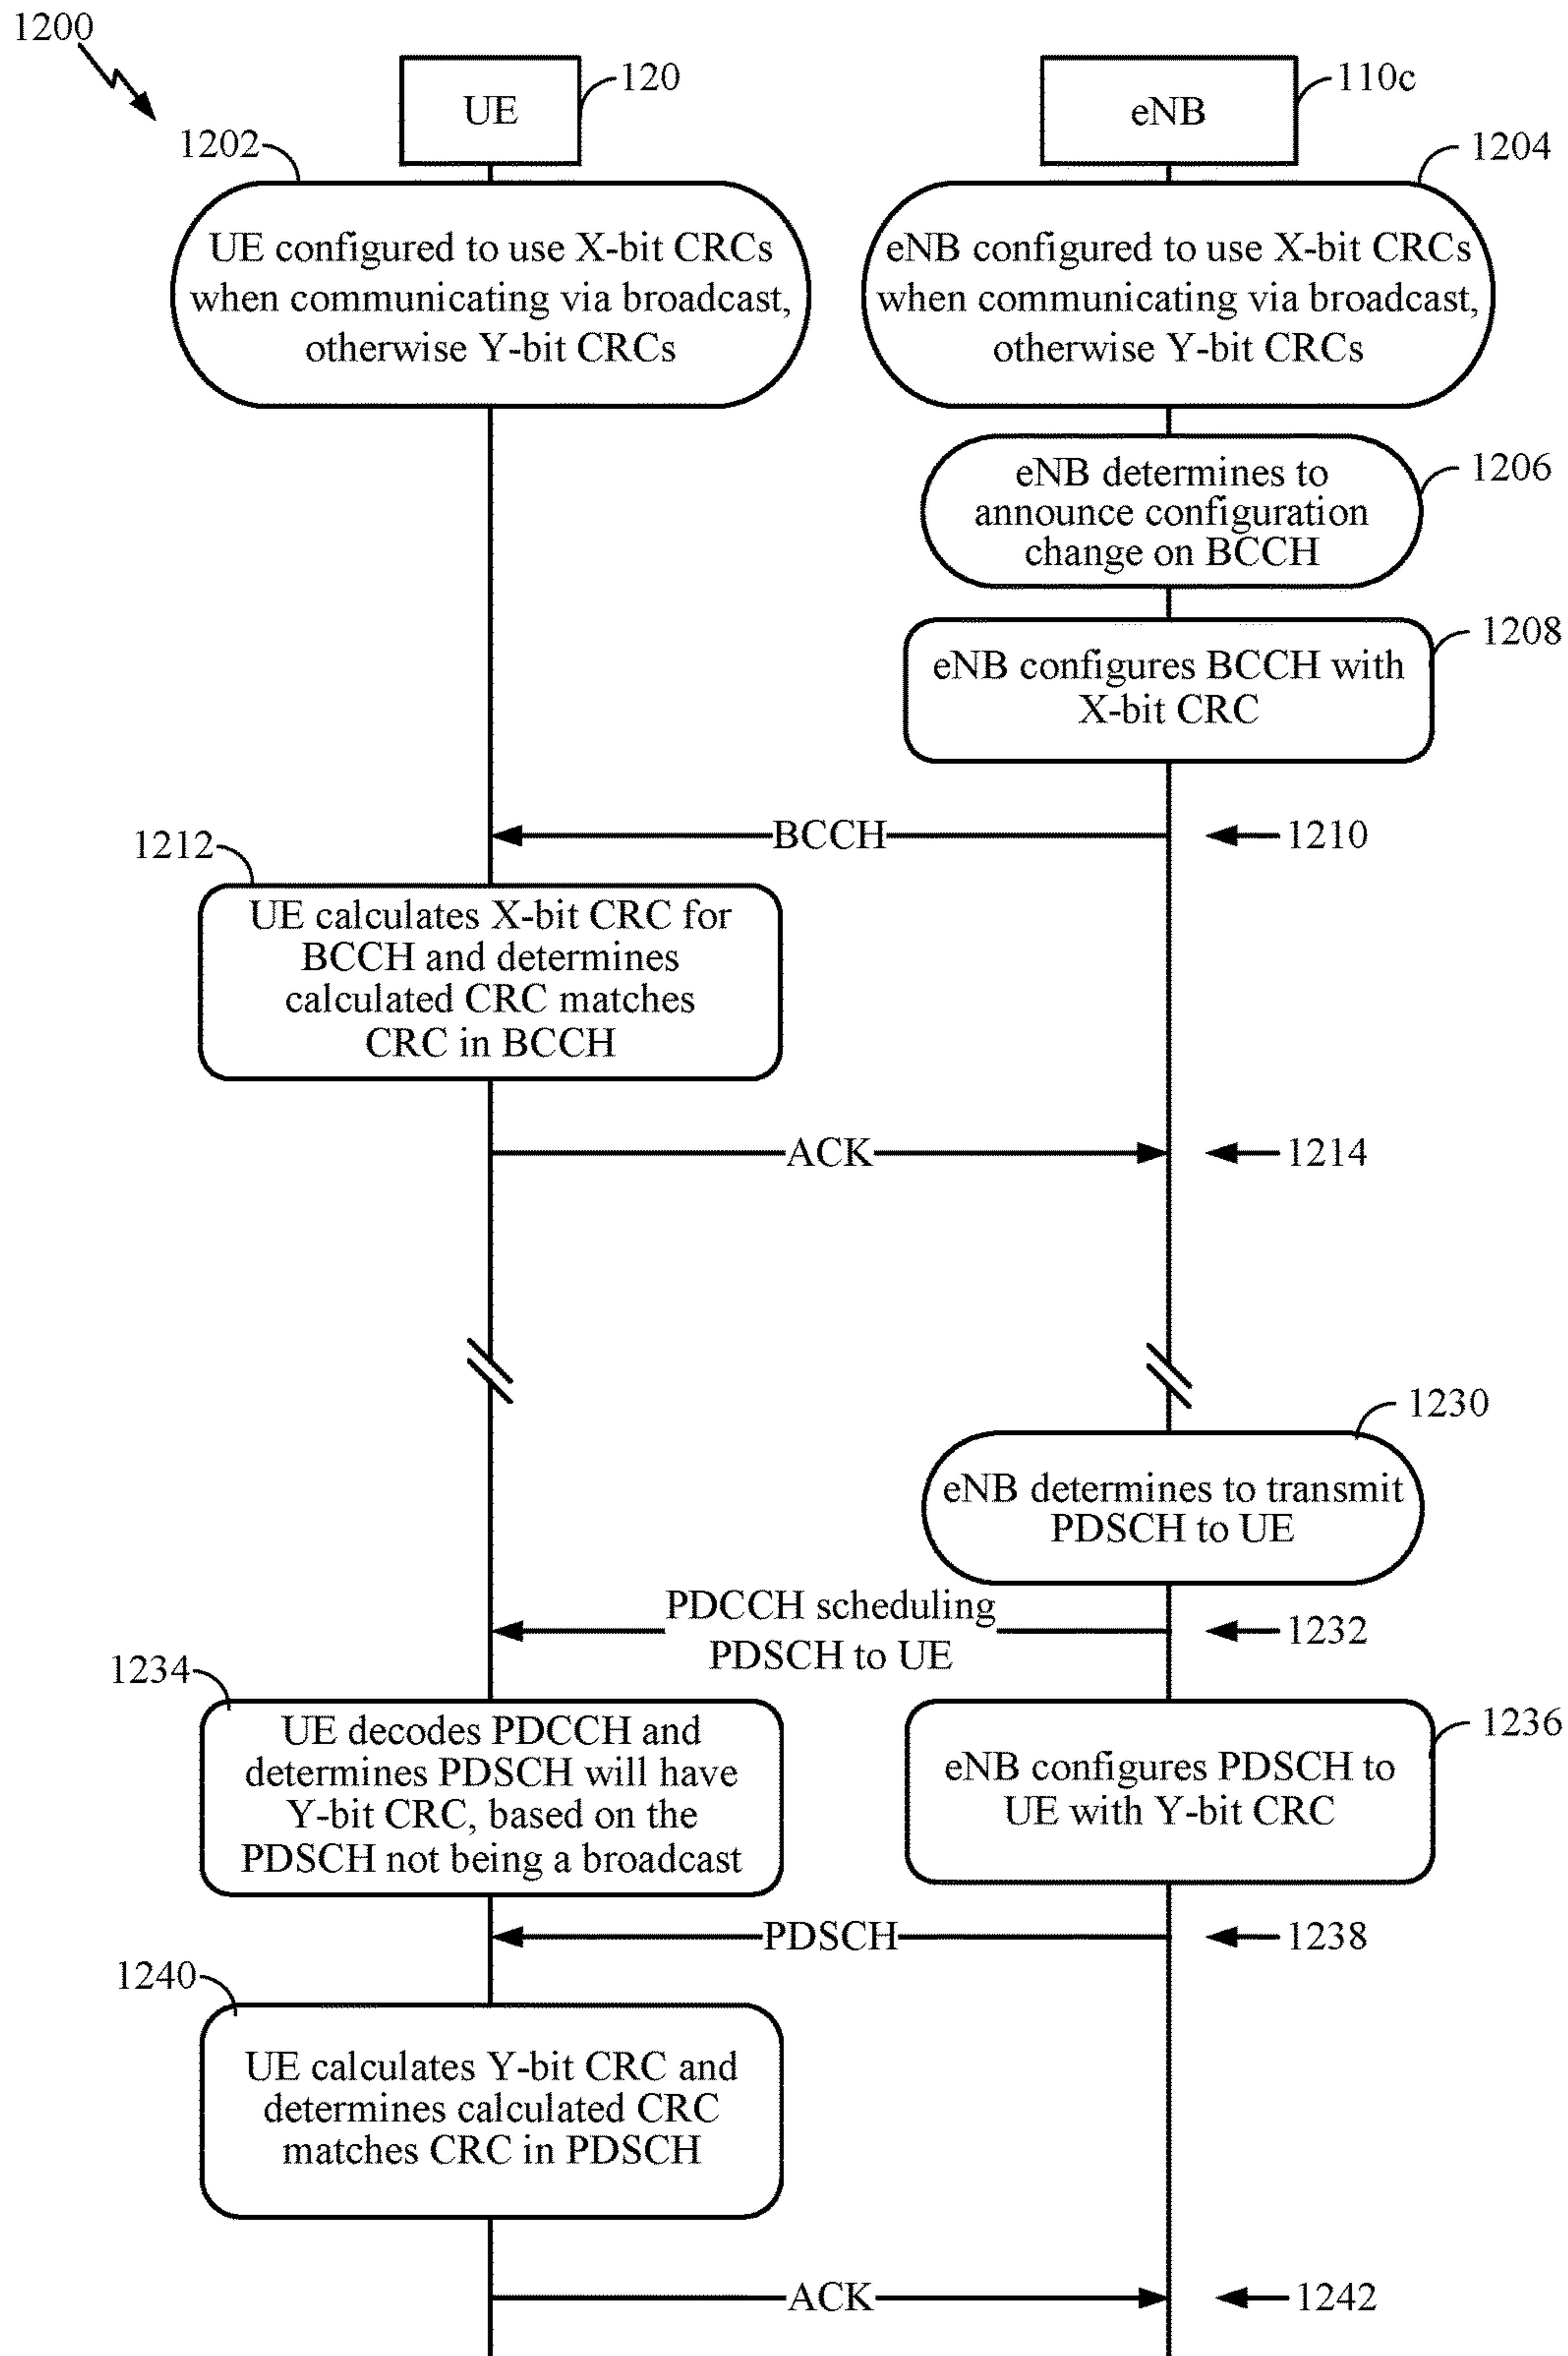 1200
UE
120
eNB
110c
1202
UE configured to use X-bit CRCs
when communicating via broadcast,
otherwise Y-bit CRCs
1204
eNB configured to use X-bit CRCs
when communicating via broadcast,
otherwise Y-bit CRCs
1206
eNB determines to
announce configuration
change on BCCH
1208
eNB configures BCCH with
X-bit CRC
BCCH
1210
1212
UE calculates X-bit CRC for
BCCH and determines
calculated CRC matches
CRC in BCCH
ACK
1214
1230
eNB determines to transmit
PDSCH to UE
PDCCH scheduling
PDSCH to UE
1232
1234
UE decodes PDCCH and
determines PDSCH will have
Y-bit CRC, based on the
PDSCH not being a broadcast
1236
eNB configures PDSCH to
UE with Y-bit CRC
PDSCH
1238
1240
UE calculates Y-bit CRC and
determines calculated CRC
matches CRC in PDSCH
ACK
1242